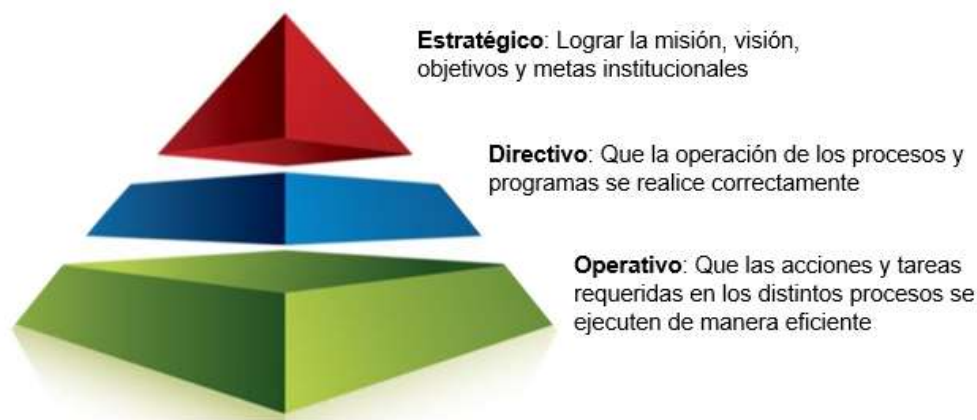 Estratégico: Lograr la misión, visión,
objetivos y metas institucionales
Directivo: Que la operación de los procesos y
programas se realice correctamente
Operativo: Que las acciones y tareas
requeridas en los distintos procesos se
ejecuten de manera eficiente